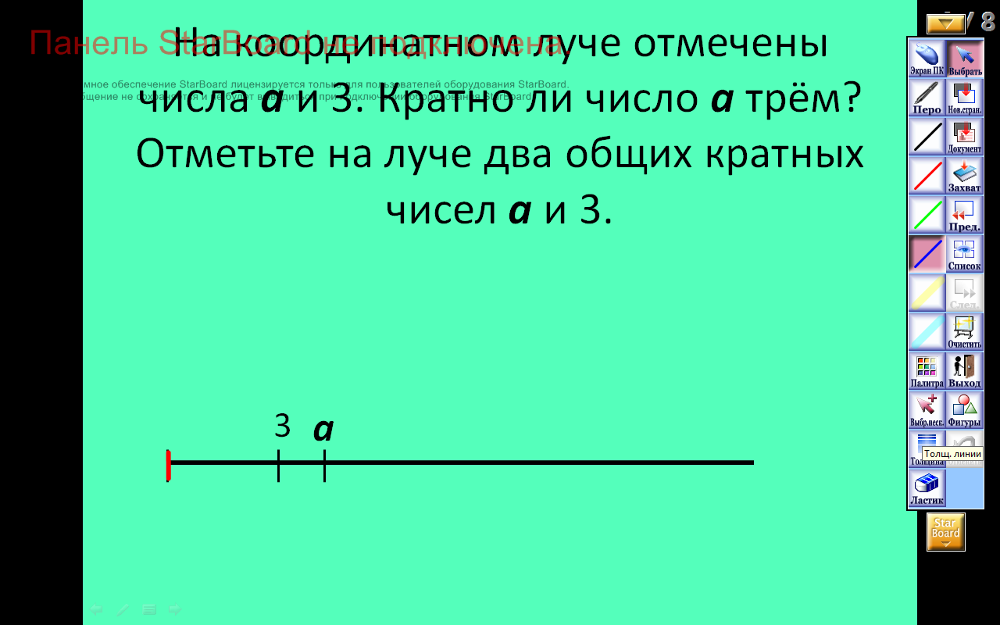 Панель StarBoard не подключена
На координатном луче отмечены
мное обеспечение StarBoard лицензируется только для пользователей оборудования StarBoard.
числа а и 3. Кратно ли число а трём?
бщение не сохраняется и не будет выводиться при подключении оборудования StarBoard
Отметьте на луче два общих кратных
чисел а и 3.
3 а
/ 8
Экран ПК Выбрать
Перо Нов.стран.
Документ
Захват
Пред.
Список
След.
Очистить
Палитра Выход
Выбр.неск. Фигуры
Толщ. линии
Толщина
Ластик
Star
Board